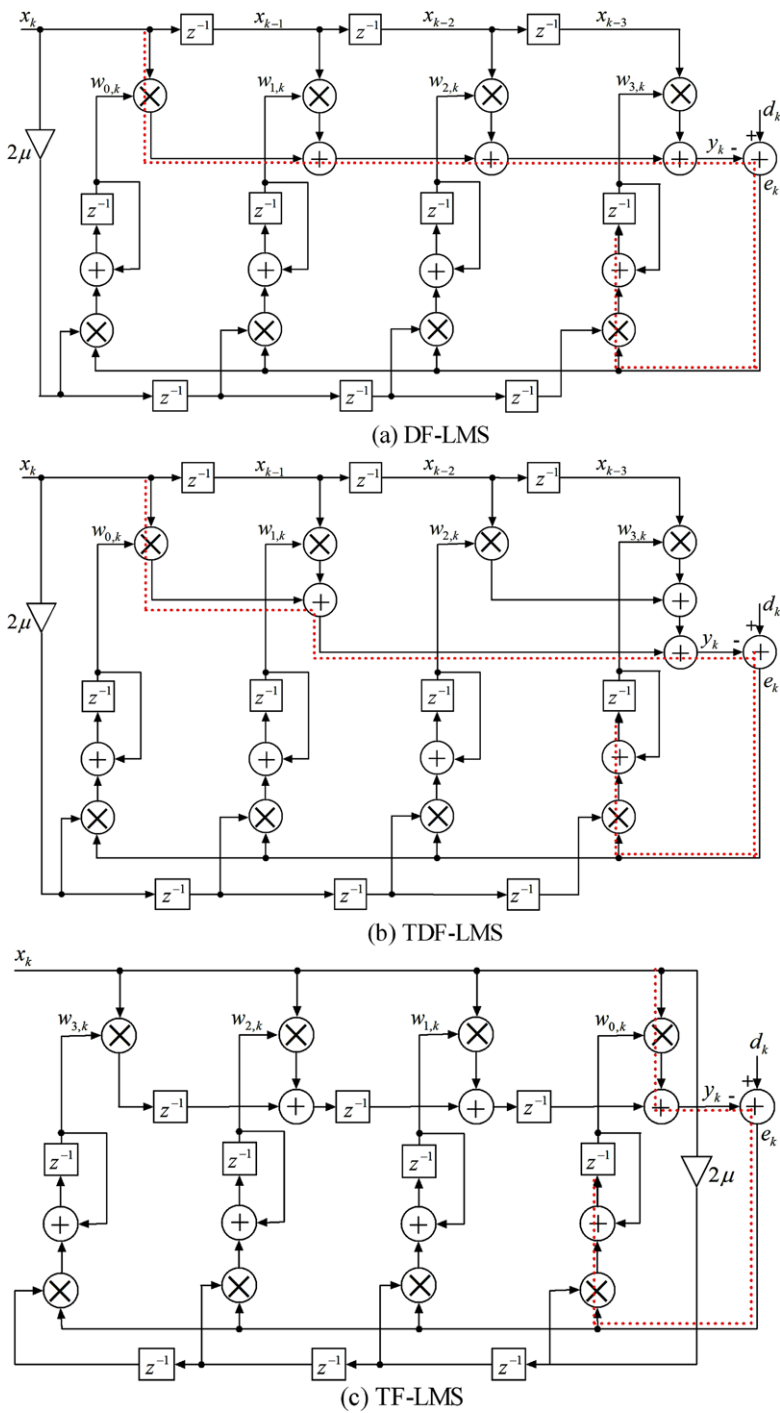 x_k z⁻¹ x_{k-1} z⁻¹ x_{k-2} z⁻¹ x_{k-3}
w_{0,k} w_{1,k} w_{2,k} w_{3,k} d_k
2μ + y_k - e_k
z⁻¹ z⁻¹ z⁻¹ z⁻¹
z⁻¹ z⁻¹ z⁻¹
(a) DF-LMS
x_k z⁻¹ x_{k-1} z⁻¹ x_{k-2} z⁻¹ x_{k-3}
w_{0,k} w_{1,k} w_{2,k} w_{3,k}
2μ + d_k
y_k - e_k
z⁻¹ z⁻¹ z⁻¹ z⁻¹
z⁻¹ z⁻¹ z⁻¹
(b) TDF-LMS
x_k
w_{3,k} w_{2,k} w_{1,k} w_{0,k} d_k
z⁻¹ z⁻¹ z⁻¹ y_k - + e_k
z⁻¹ z⁻¹ z⁻¹ z⁻¹ 2μ
z⁻¹ z⁻¹ z⁻¹
(c) TF-LMS